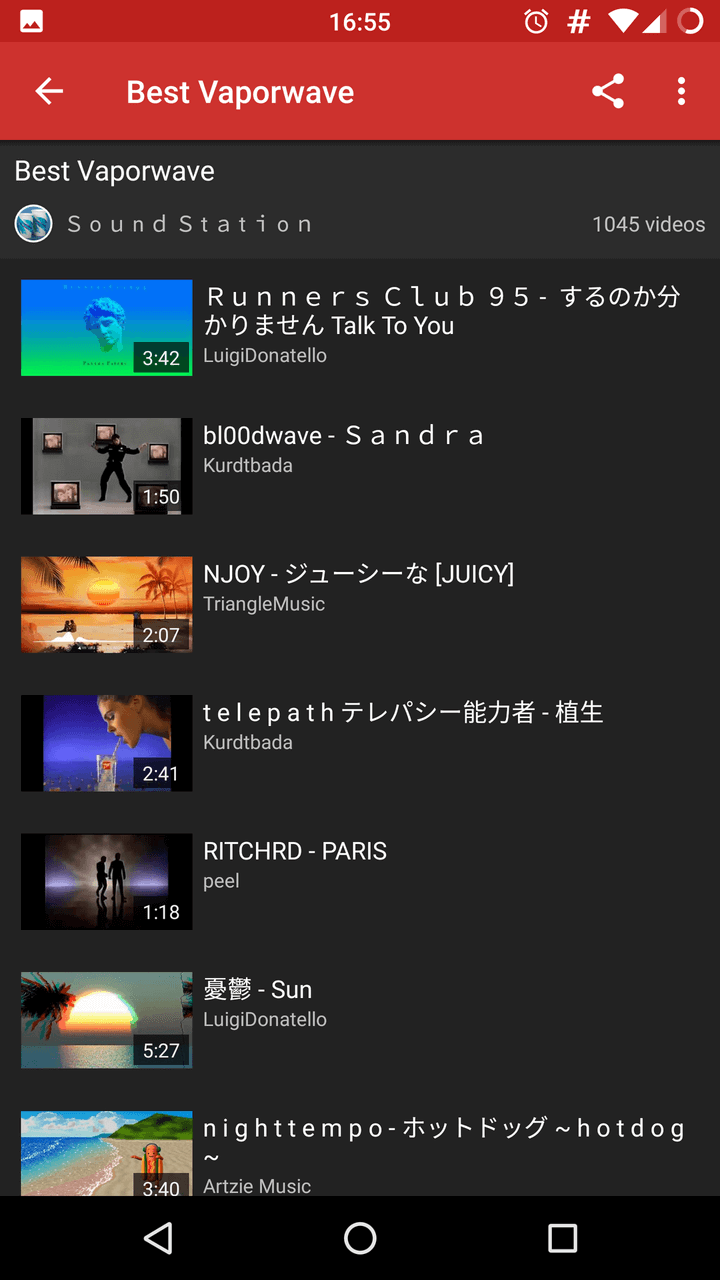 16:55
#
Best Vaporwave
Best Vaporwave
Ｓｏｕｎｄ Ｓｔａｔｉｏｎ
1045 videos
Ｒｕｎｎｅｒｓ Ｃｌｕｂ ９５ - するのか分
かりません Talk To You
LuigiDonatello
3:42
bl00dwave - Ｓａｎｄｒａ
Kurdtbada
1:50
NJOY - ジューシーな [JUICY]
TriangleMusic
2:07
t e l e p a t h テレパシー能力者 - 植生
Kurdtbada
2:41
RITCHRD - PARIS
peel
1:18
憂鬱 - Sun
LuigiDonatello
5:27
n i g h t t e m p o - ホットドッグ ~ h o t d o g
~
Artzie Music
3:40